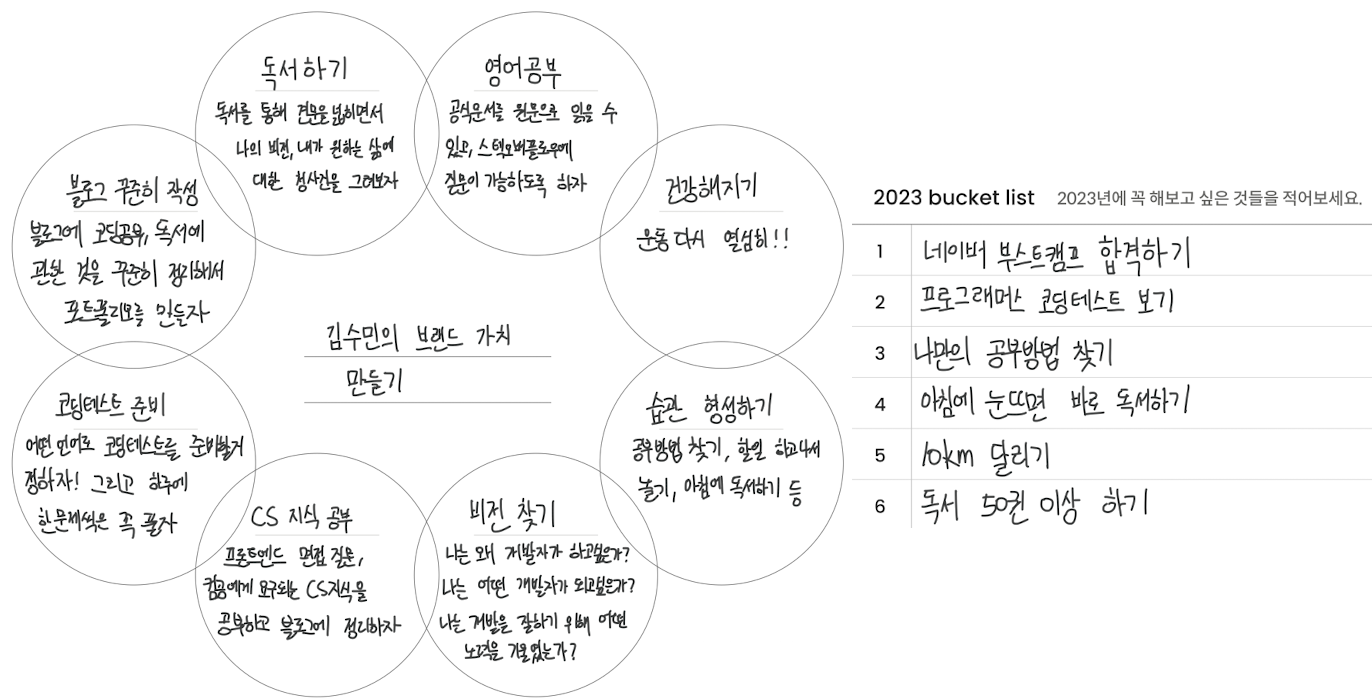 독서하기
독서를 통해 견문을 넓히면서
나의 비전, 내가 원하는 삶에
대한 청사진을 그려보자
영어공부
공식문서를 원문으로 읽을 수
있고, 스택오버플로우에
질문이 가능하도록 하자
블로그 꾸준히 작성
블로그에 코딩공부, 독서에
관한 것을 꾸준히 정리해서
포트폴리오를 만들자
건강해지기
운동 다시 열심히!!
김수민의 브랜드 가치
만들기
코딩테스트 준비
어떤 언어로 코딩테스트를 준비할지
정하자! 그리고 하루에
한문제씩은 꼭 풀자
습관 형성하기
공부방법 찾기, 할일 하고나서
놀기, 아침에 독서하기 등
CS 지식 공부
프론트엔드 면접 질문,
컴공에게 요구되는 CS지식을
공부하고 블로그에 정리하자
비전 찾기
나는 왜 개발자가 하고싶은가?
나는 어떤 개발자가 되고싶은가?
나는 개발을 잘하기 위해 어떤
노력을 기울였는가?
2023 bucket list 2023년에 꼭 해보고 싶은 것들을 적어보세요.
1 네이버 부스트캠프 합격하기
2 프로그래머스 코딩테스트 보기
3 나만의 공부방법 찾기
4 아침에 눈뜨면 바로 독서하기
5 10km 달리기
6 독서 50권 이상 하기